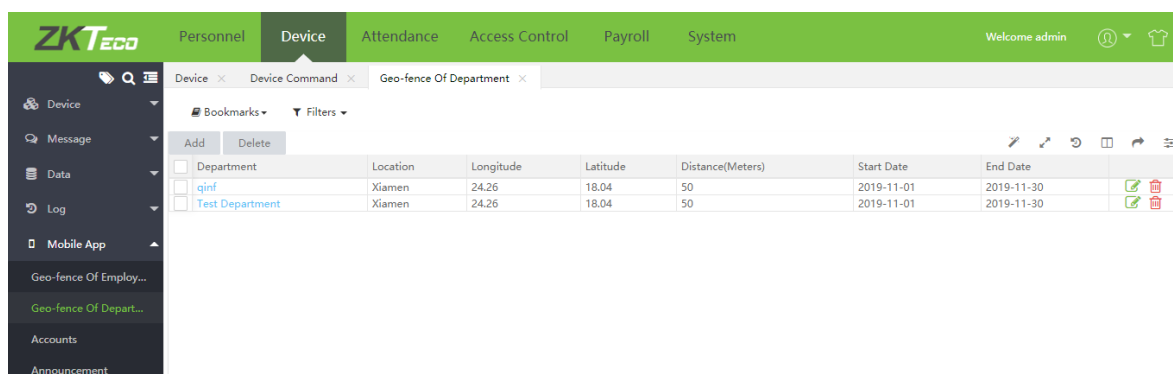 ZKTeco Personnel Device Attendance Access Control Payroll System Welcome admin
Device Device Command Geo-fence Of Department
Device
Bookmarks Filters
Message
Add Delete
Department Location Longitude Latitude Distance(Meters) Start Date End Date
Data
qinf Xiamen 24.26 18.04 50 2019-11-01 2019-11-30
Test Department Xiamen 24.26 18.04 50 2019-11-01 2019-11-30
Log
Mobile App
Geo-fence Of Employ...
Geo-fence Of Depart...
Accounts
Announcement